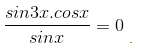 sin3x.cosx
sinx
= 0